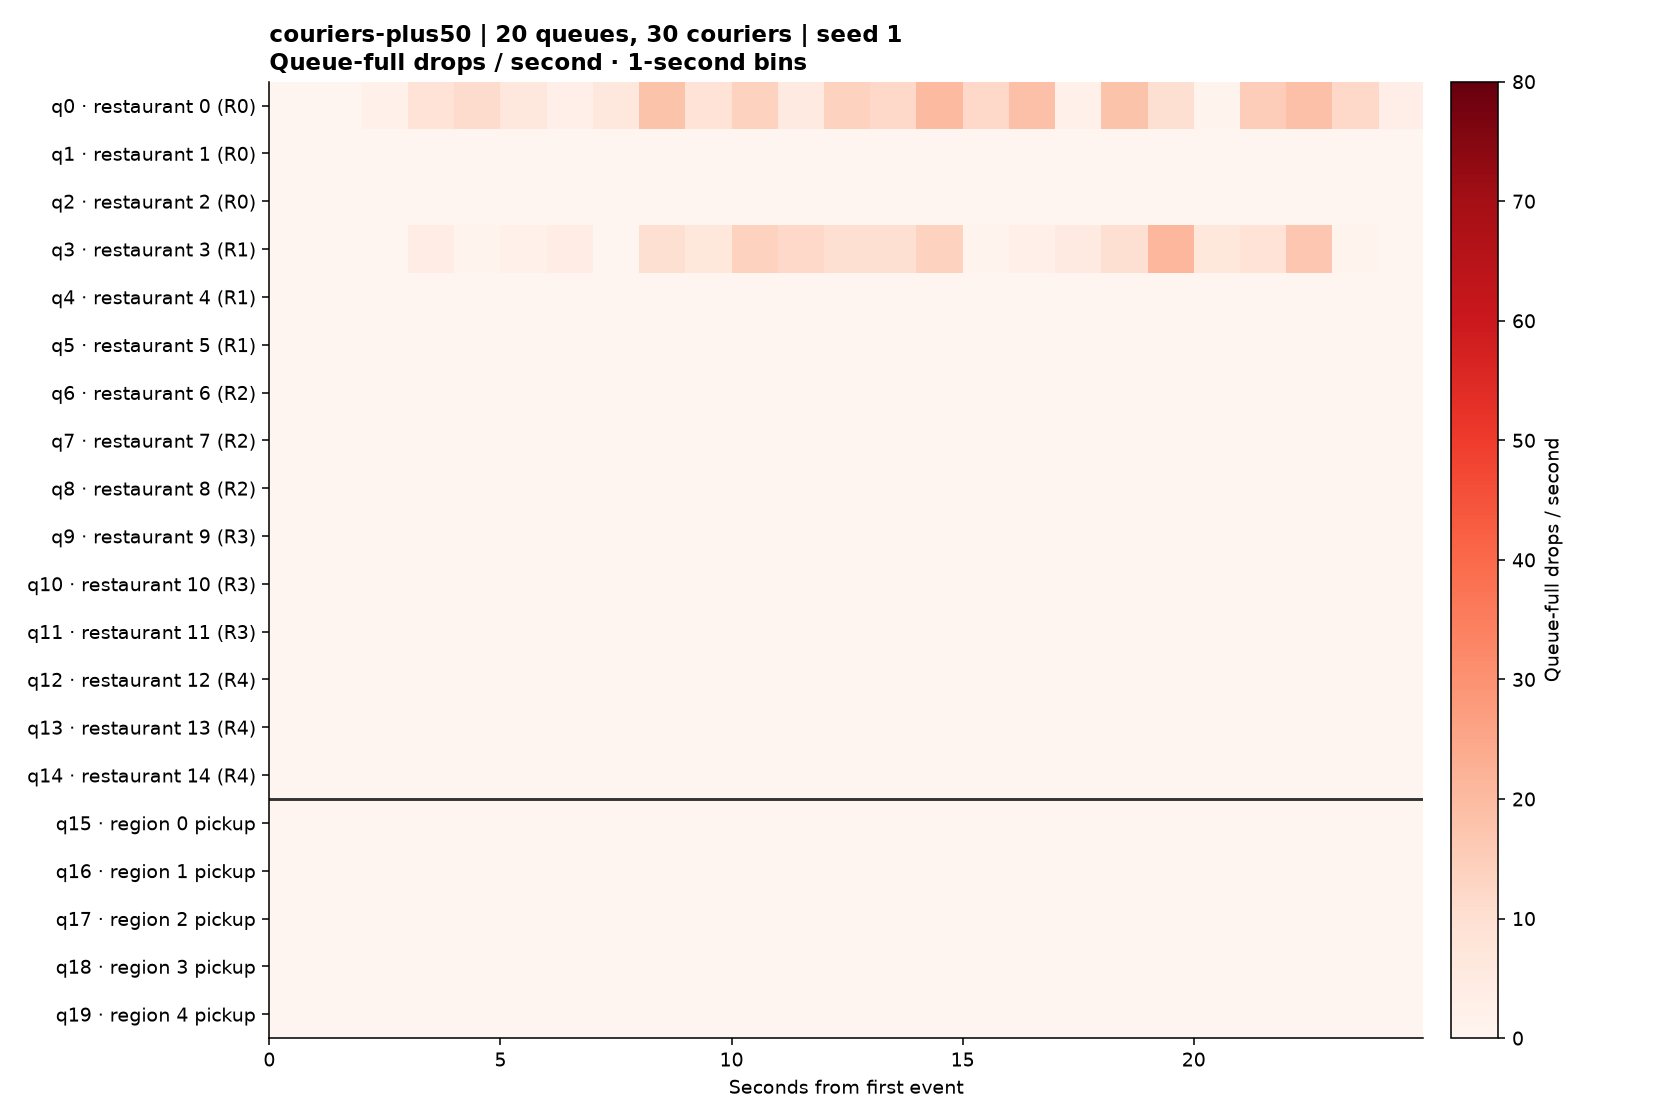 couriers-plus50 | 20 queues, 30 couriers | seed 1
Queue-full drops / second · 1-second bins
q0 · restaurant 0 (R0)
q1 · restaurant 1 (R0)
q2 · restaurant 2 (R0)
q3 · restaurant 3 (R1)
q4 · restaurant 4 (R1)
q5 · restaurant 5 (R1)
q6 · restaurant 6 (R2)
q7 · restaurant 7 (R2)
q8 · restaurant 8 (R2)
q9 · restaurant 9 (R3)
q10 · restaurant 10 (R3)
q11 · restaurant 11 (R3)
q12 · restaurant 12 (R4)
q13 · restaurant 13 (R4)
q14 · restaurant 14 (R4)
q15 · region 0 pickup
q16 · region 1 pickup
q17 · region 2 pickup
q18 · region 3 pickup
q19 · region 4 pickup
0 5 10 15 20
Seconds from first event
80
70
60
50
40
30
20
10
0
Queue-full drops / second